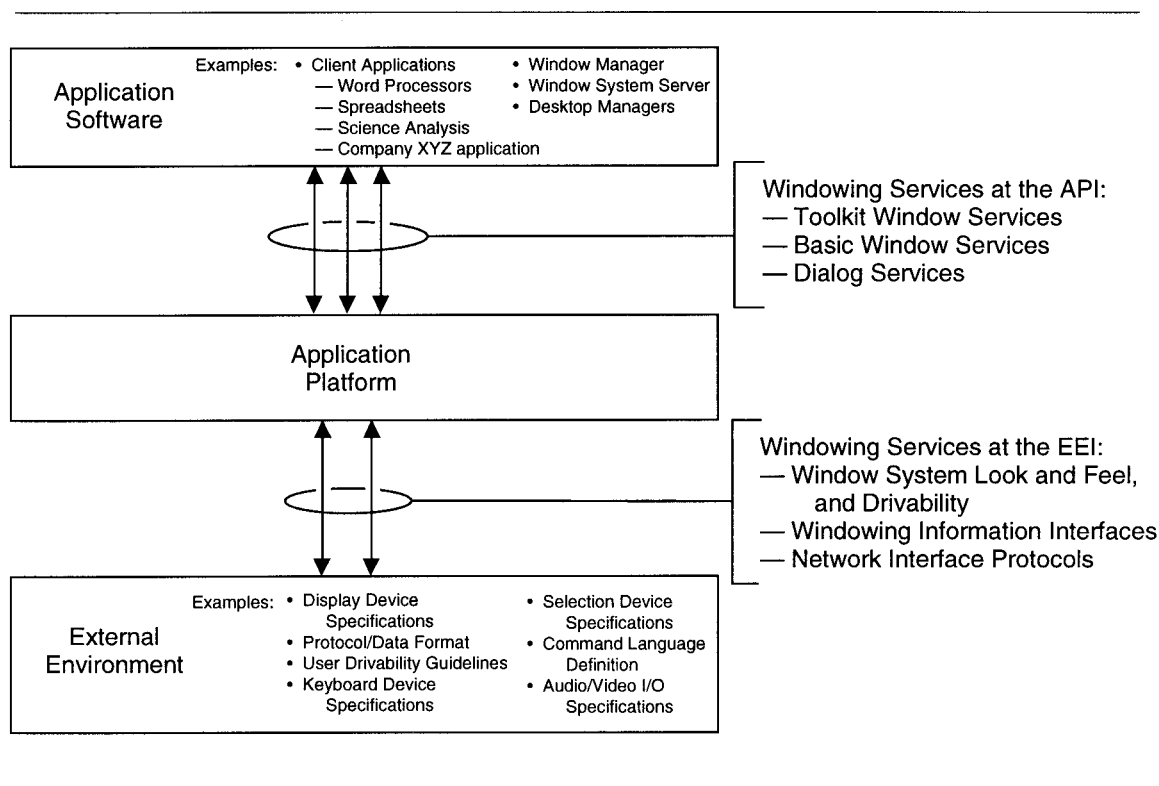 Application
Software
Examples:
• Client Applications
— Word Processors
— Spreadsheets
— Science Analysis
— Company XYZ application
• Window Manager
• Window System Server
• Desktop Managers
Windowing Services at the API:
— Toolkit Window Services
— Basic Window Services
— Dialog Services
Application
Platform
Windowing Services at the EEI:
— Window System Look and Feel,
and Drivability
— Windowing Information Interfaces
— Network Interface Protocols
External
Environment
Examples:
• Display Device
Specifications
• Protocol/Data Format
• User Drivability Guidelines
• Keyboard Device
Specifications
• Selection Device
Specifications
• Command Language
Definition
• Audio/Video I/O
Specifications